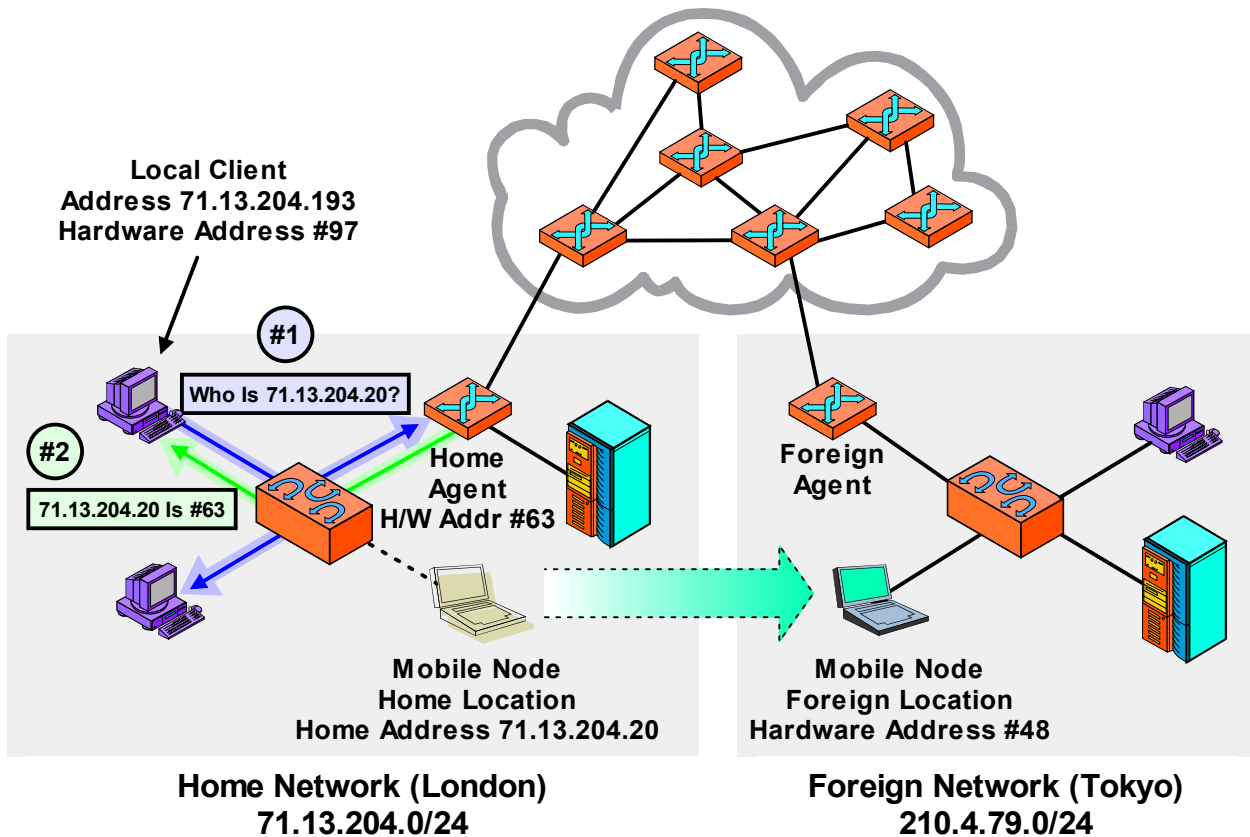 Local Client
Address 71.13.204.193
Hardware Address #97
#1
Who Is 71.13.204.20?
#2
71.13.204.20 Is #63
Home
Agent
H/W Addr #63
Foreign
Agent
Mobile Node
Home Location
Home Address 71.13.204.20
Mobile Node
Foreign Location
Hardware Address #48
Home Network (London)
71.13.204.0/24
Foreign Network (Tokyo)
210.4.79.0/24